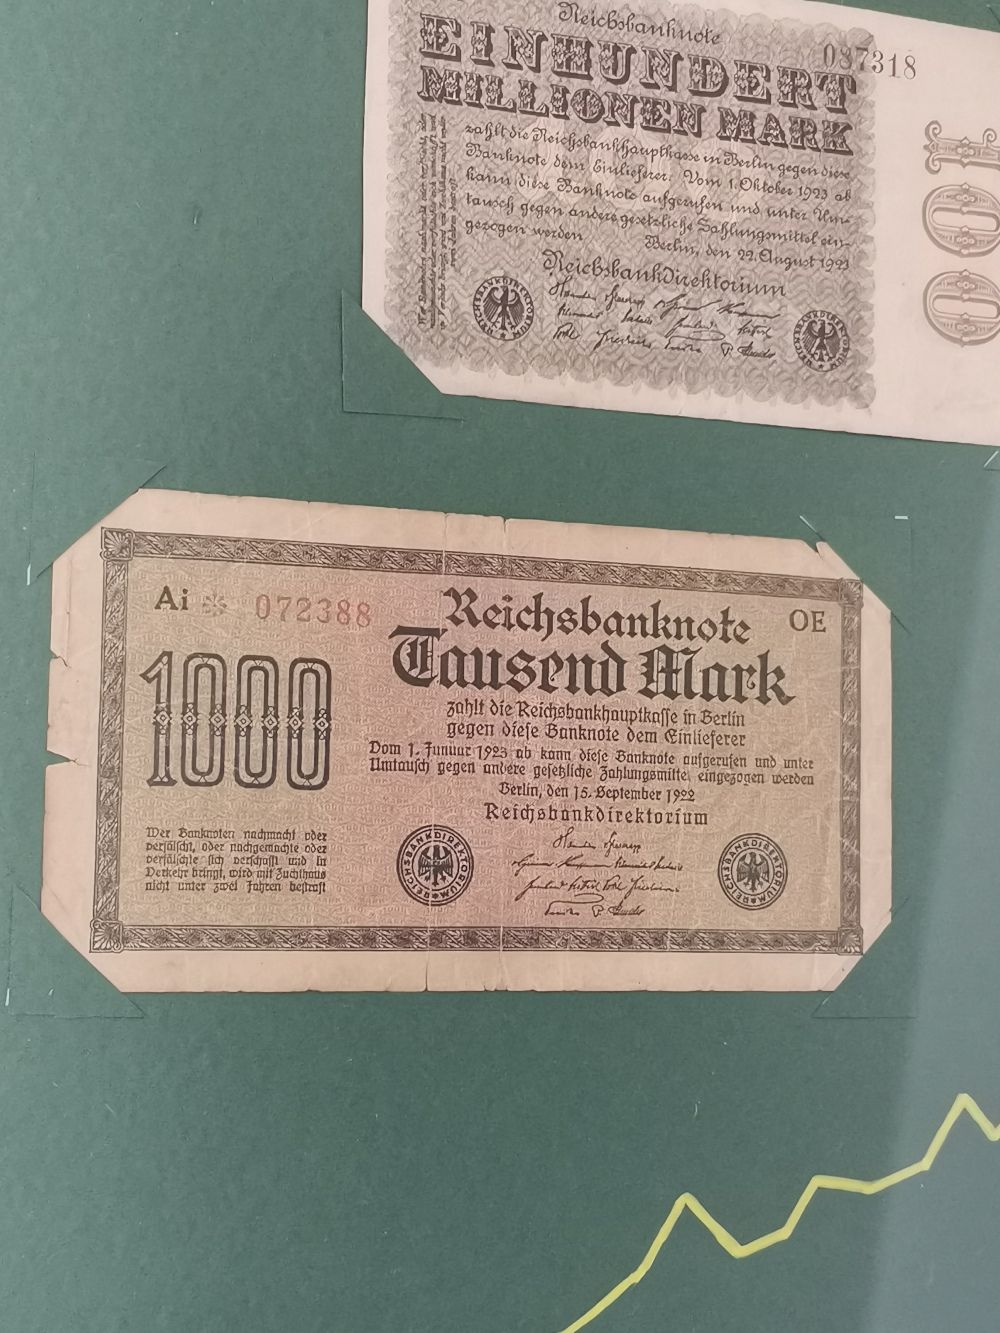 Reichsbanknote
087318
EINHUNDERT
MILLIONEN MARK
zahlt die Reichsbankhauptkasse in Berlin gegen diese
Banknote dem Einlieferer. Vom 1. Oktober 1923 ab
kann diese Banknote aufgerufen und unter Um-
tausch gegen andere gesetzliche Zahlungsmittel ein-
gezogen werden
Berlin, den 22. August 1923
Reichsbankdirektorium
REICHSBANKDIREKTORIUM
REICHSBANKDIREKTORIUM
100
Ai * 072388
Reichsbanknote
OE
Tausend Mark
1000
zahlt die Reichsbankhauptkasse in Berlin
gegen diese Banknote dem Einlieferer
Vom 1. Januar 1923 ab kann diese Banknote aufgerufen und unter
Umtausch gegen andere gesetzliche Zahlungsmittel eingezogen werden
Berlin, den 15. September 1922
Reichsbankdirektorium
Wer Banknoten nachmacht oder
verfälscht, oder nachgemachte oder
verfälschte sich verschafft und in
Verkehr bringt, wird mit Zuchthaus
nicht unter zwei Jahren bestraft
REICHSBANKDIREKTORIUM
REICHSBANKDIREKTORIUM